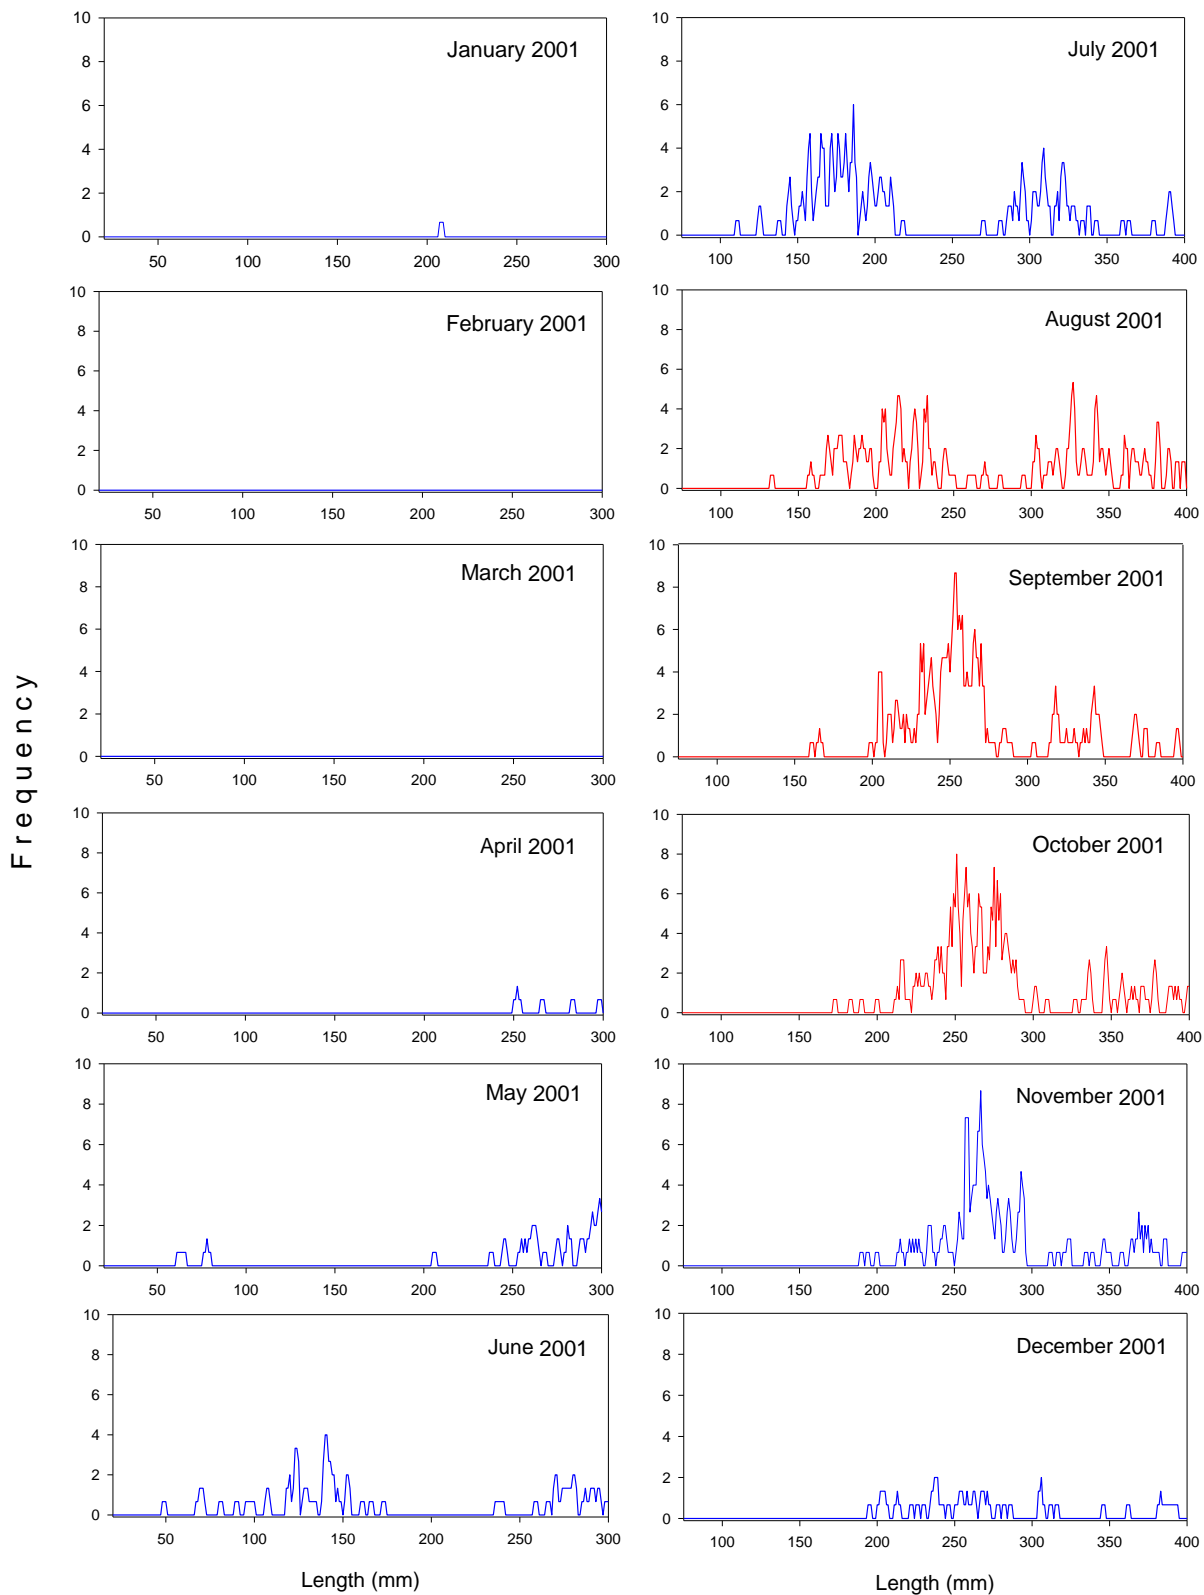 Frequency
January 2001
10
8
6
4
2
0
50 100 150 200 250 300
February 2001
10
8
6
4
2
0
50 100 150 200 250 300
March 2001
10
8
6
4
2
0
50 100 150 200 250 300
April 2001
10
8
6
4
2
0
50 100 150 200 250 300
May 2001
10
8
6
4
2
0
50 100 150 200 250 300
June 2001
10
8
6
4
2
0
50 100 150 200 250 300
Length (mm)
July 2001
10
8
6
4
2
0
100 150 200 250 300 350 400
August 2001
10
8
6
4
2
0
100 150 200 250 300 350 400
September 2001
10
8
6
4
2
0
100 150 200 250 300 350 400
October 2001
10
8
6
4
2
0
100 150 200 250 300 350 400
November 2001
10
8
6
4
2
0
100 150 200 250 300 350 400
December 2001
10
8
6
4
2
0
100 150 200 250 300 350 400
Length (mm)